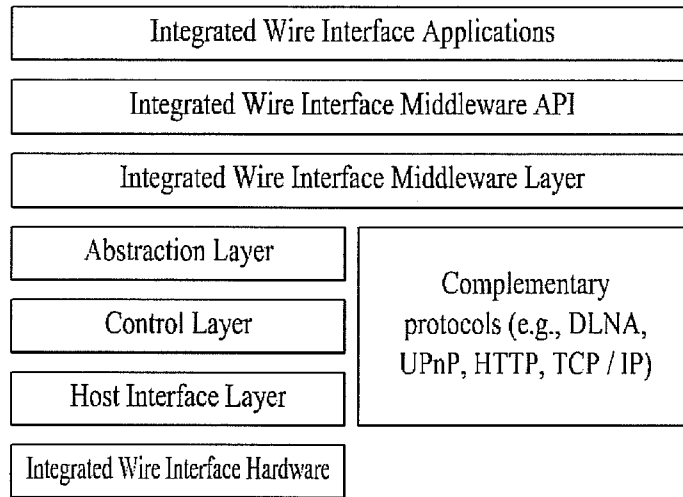 Integrated Wire Interface Applications
Integrated Wire Interface Middleware API
Integrated Wire Interface Middleware Layer
Abstraction Layer
Control Layer
Host Interface Layer
Integrated Wire Interface Hardware
Complementary
protocols (e.g., DLNA,
UPnP, HTTP, TCP / IP)